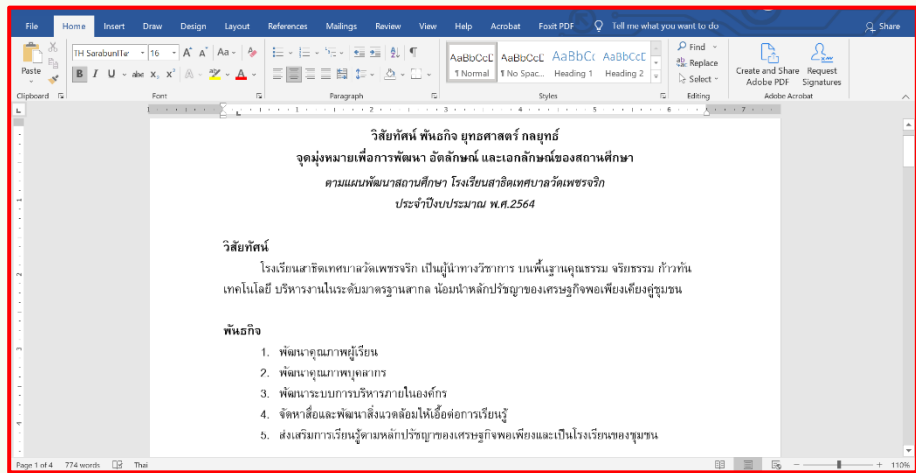 File Home Insert Draw Design Layout References Mailings Review View Help Acrobat Foxit PDF Tell me what you want to do Share
TH SarabunIT๙ 16 Aa
Find
AaBbCcI AaBbCcI AaBbCc AaBbCcE
Replace
Paste
B I U abc X₂ X² A
¶ Normal ¶ No Spac... Heading 1 Heading 2
Select
Create and Share Request
Adobe PDF Signatures
Clipboard Font Paragraph Styles Editing Adobe Acrobat
วิสัยทัศน์ พันธกิจ ยุทธศาสตร์ กลยุทธ์
จุดมุ่งหมายเพื่อการพัฒนา อัตลักษณ์ และเอกลักษณ์ของสถานศึกษา
ตามแผนพัฒนาสถานศึกษา โรงเรียนสาธิตเทศบาลวัดเพชรจริก
ประจำปีงบประมาณ พ.ศ.2564
วิสัยทัศน์
โรงเรียนสาธิตเทศบาลวัดเพชรจริก เป็นผู้นำทางวิชาการ บนพื้นฐานคุณธรรม จริยธรรม ก้าวทัน
เทคโนโลยี บริหารงานในระดับมาตรฐานสากล น้อมนำหลักปรัชญาของเศรษฐกิจพอเพียงเคียงคู่ชุมชน
พันธกิจ
1. พัฒนาคุณภาพผู้เรียน
2. พัฒนาคุณภาพบุคลากร
3. พัฒนาระบบการบริหารภายในองค์กร
4. จัดหาสื่อและพัฒนาสิ่งแวดล้อมให้เอื้อต่อการเรียนรู้
5. ส่งเสริมการเรียนรู้ตามหลักปรัชญาของเศรษฐกิจพอเพียงและเป็นโรงเรียนของชุมชน
Page 1 of 4 774 words Thai 110%